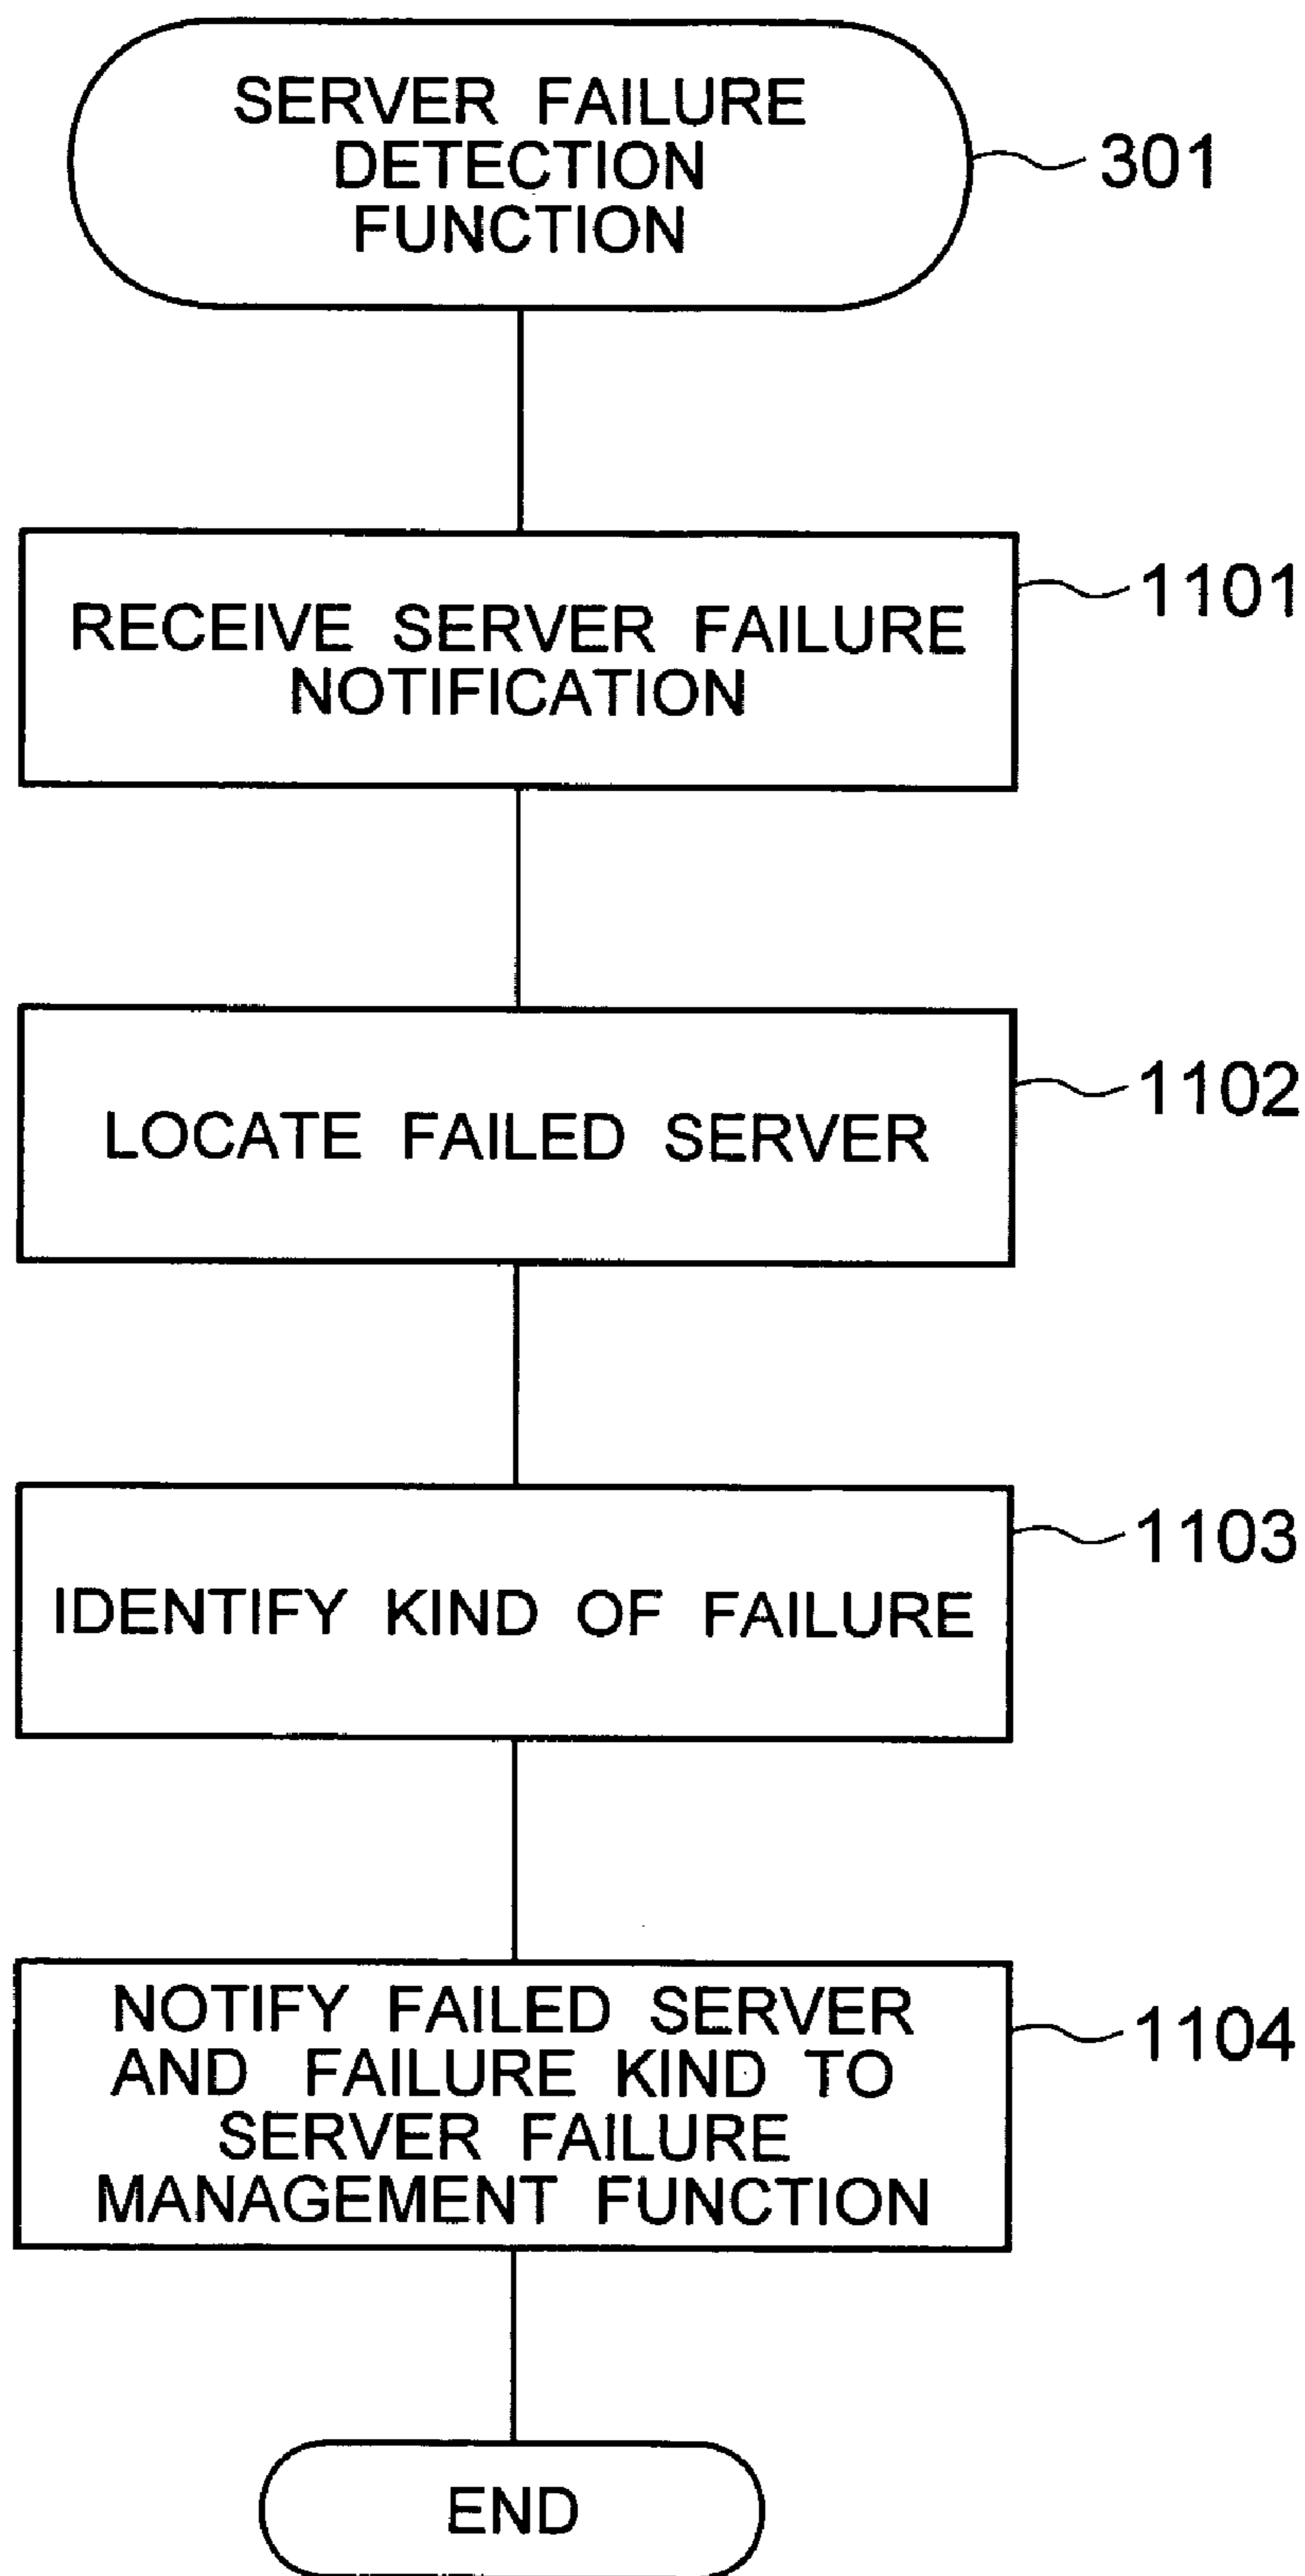 SERVER FAILURE
DETECTION
FUNCTION
301
RECEIVE SERVER FAILURE
NOTIFICATION
1101
LOCATE FAILED SERVER
1102
IDENTIFY KIND OF FAILURE
1103
NOTIFY FAILED SERVER
AND FAILURE KIND TO
SERVER FAILURE
MANAGEMENT FUNCTION
1104
END